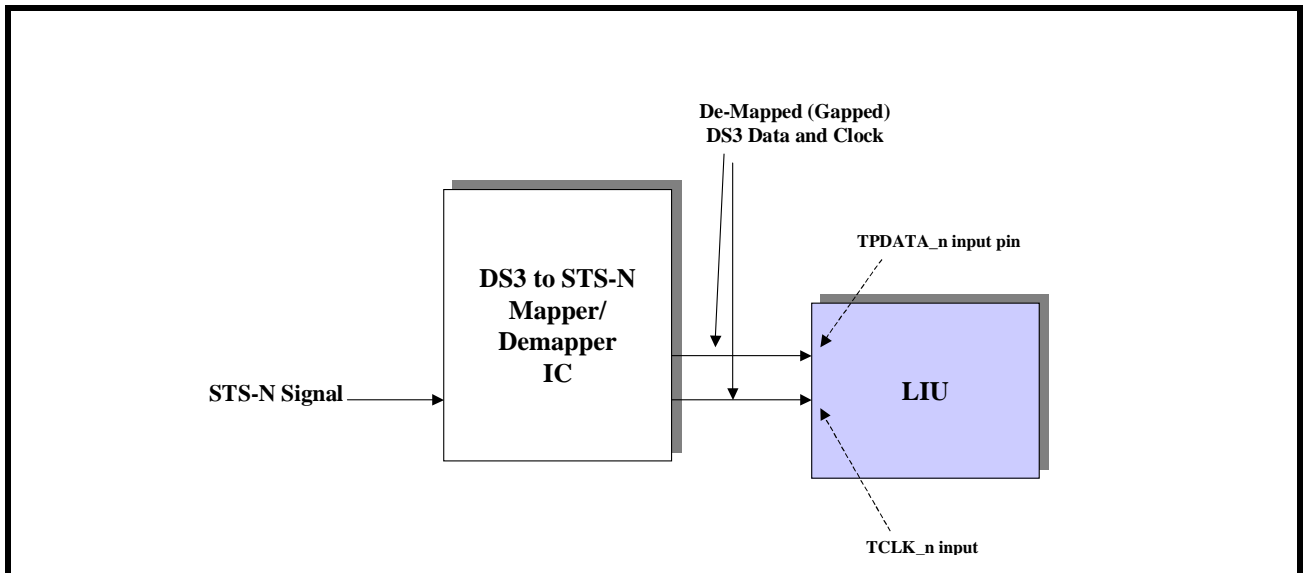 De-Mapped (Gapped)
DS3 Data and Clock
TPDATA_n input pin
DS3 to STS-N
Mapper/
Demapper
IC
STS-N Signal
LIU
TCLK_n input